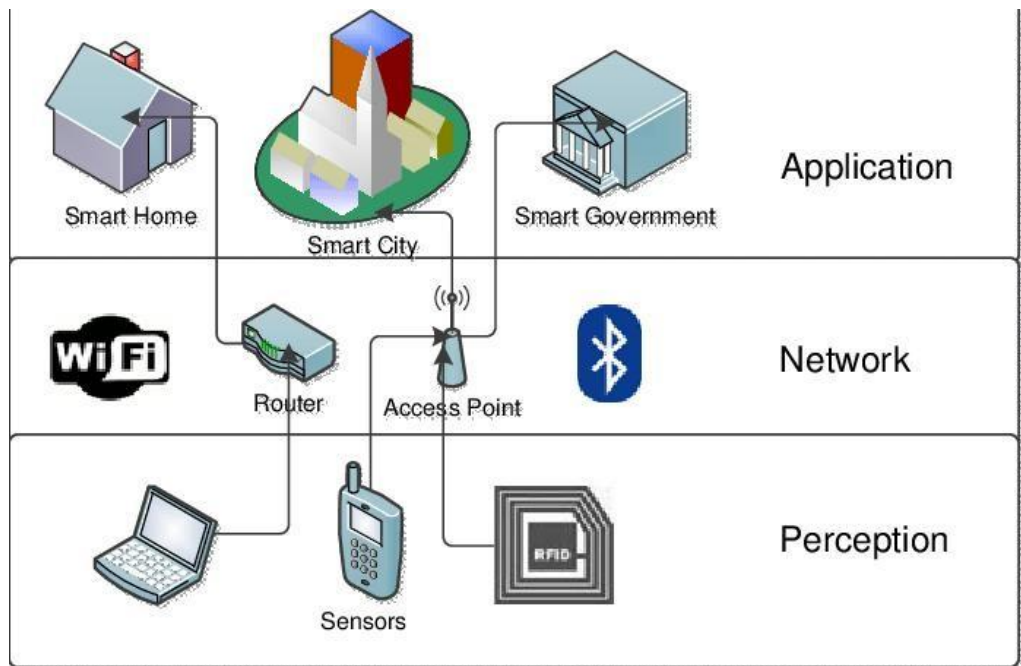 Smart Home
Smart City
Smart Government
Application
WiFi
Router
Access Point
Network
RFID
Sensors
Perception